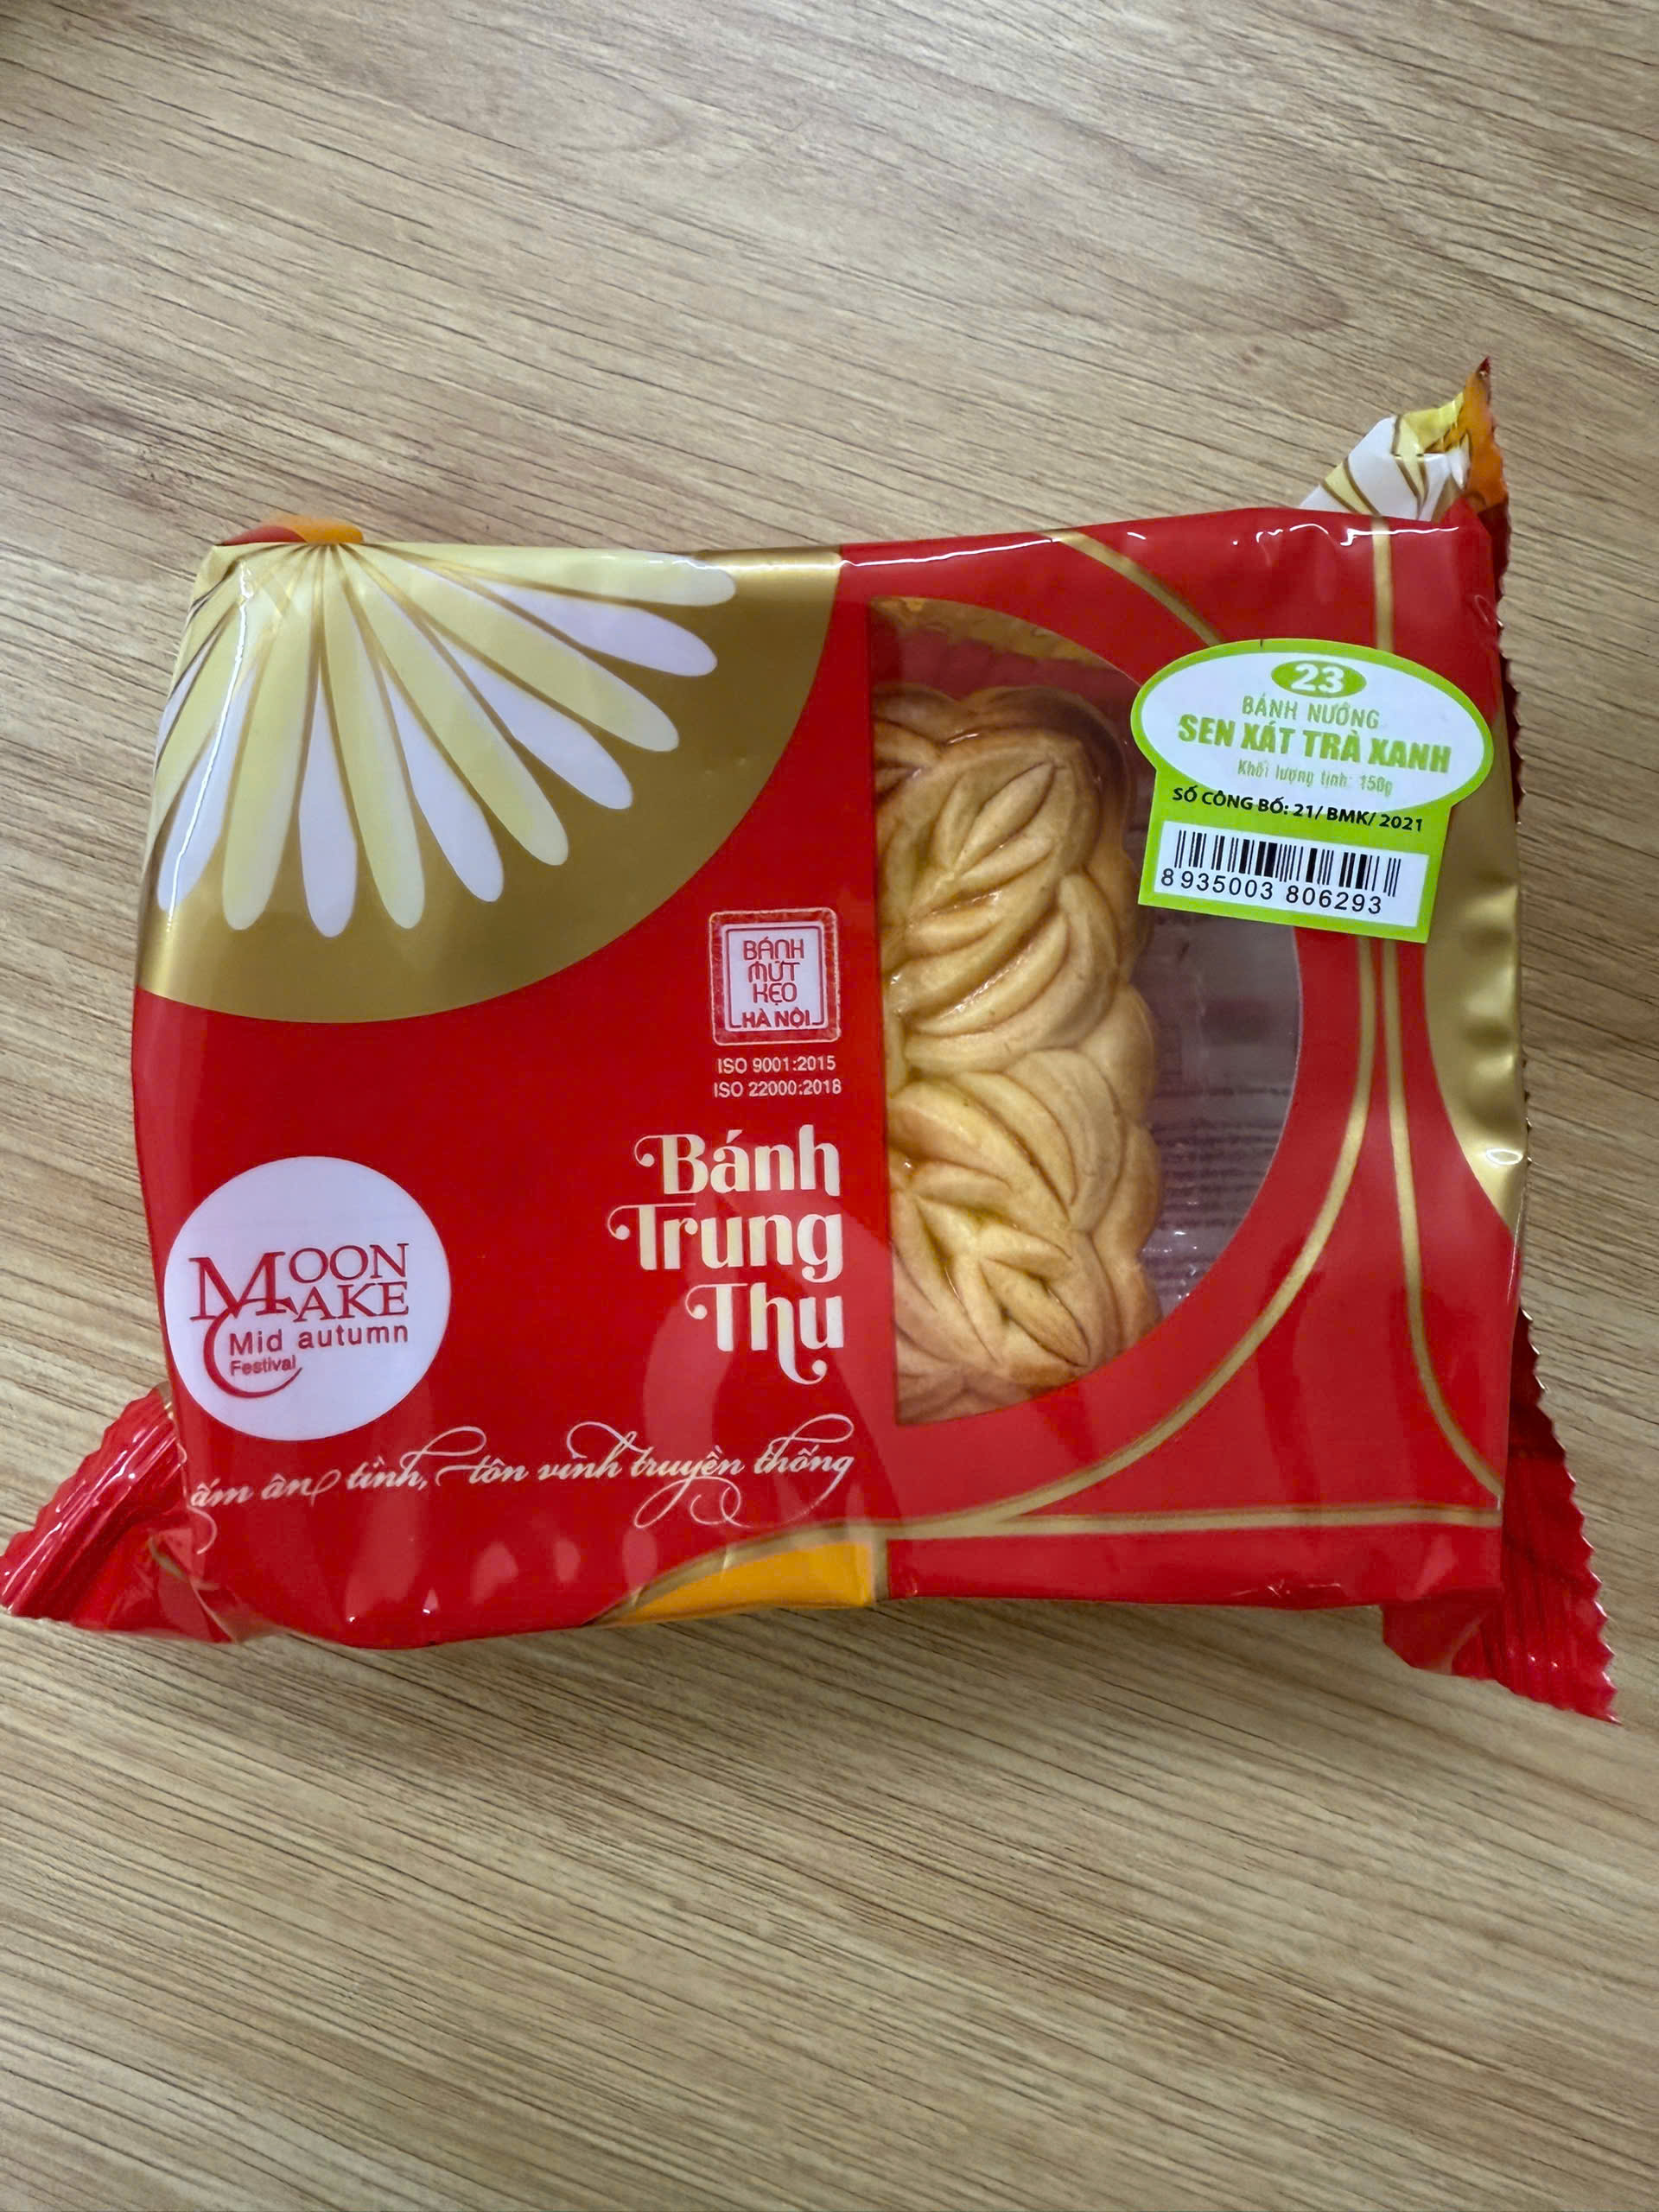 23
BÁNH NƯỚNG
SEN XÁT TRÀ XANH
Khối lượng tịnh: 150g
SỐ CÔNG BỐ: 21/ BMK/ 2021
8 935003 806293
BÁNH
MỨT
KẸO
HÀ NỘI
ISO 9001:2015
ISO 22000:2018
Bánh
Trung
Thu
MOON
CAKE
Mid autumn
Festival
ấm ân tình, tôn vinh truyền thống